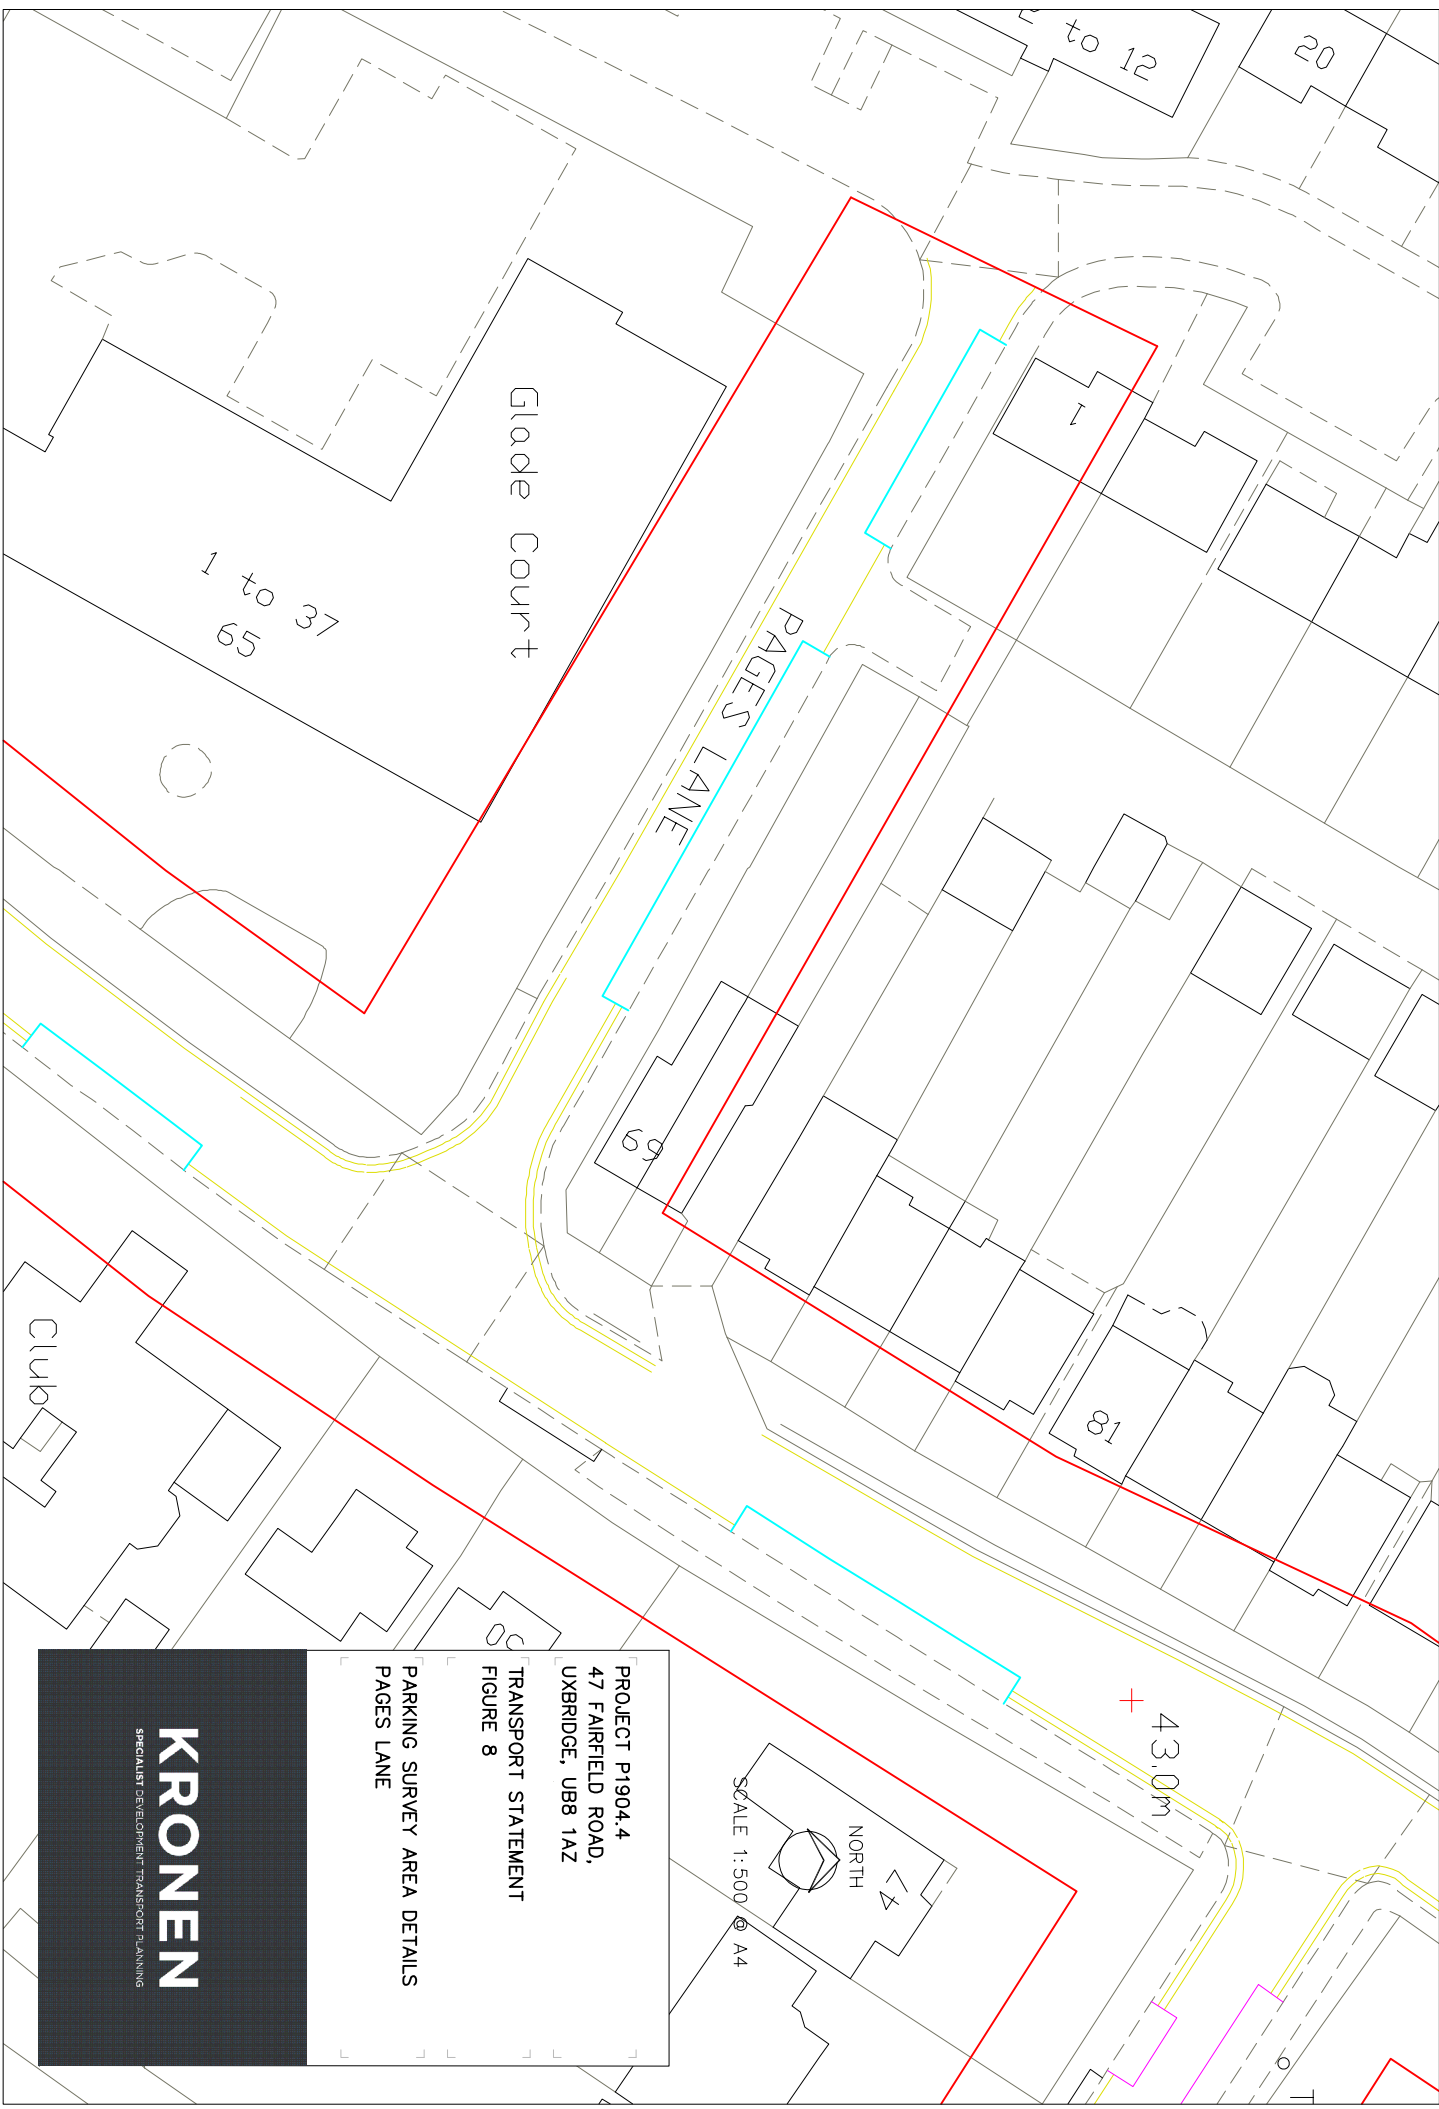 2 to 12
20
1
Glade Court
1 to 37
65
PAGES LANE
69
81
Club
43.0m
47
NORTH
SCALE 1:500 @ A4
PROJECT P1904.4
47 FAIRFIELD ROAD,
UXBRIDGE, UB8 1AZ
TRANSPORT STATEMENT
FIGURE 8
PARKING SURVEY AREA DETAILS
PAGES LANE
KRONEN
SPECIALIST DEVELOPMENT TRANSPORT PLANNING